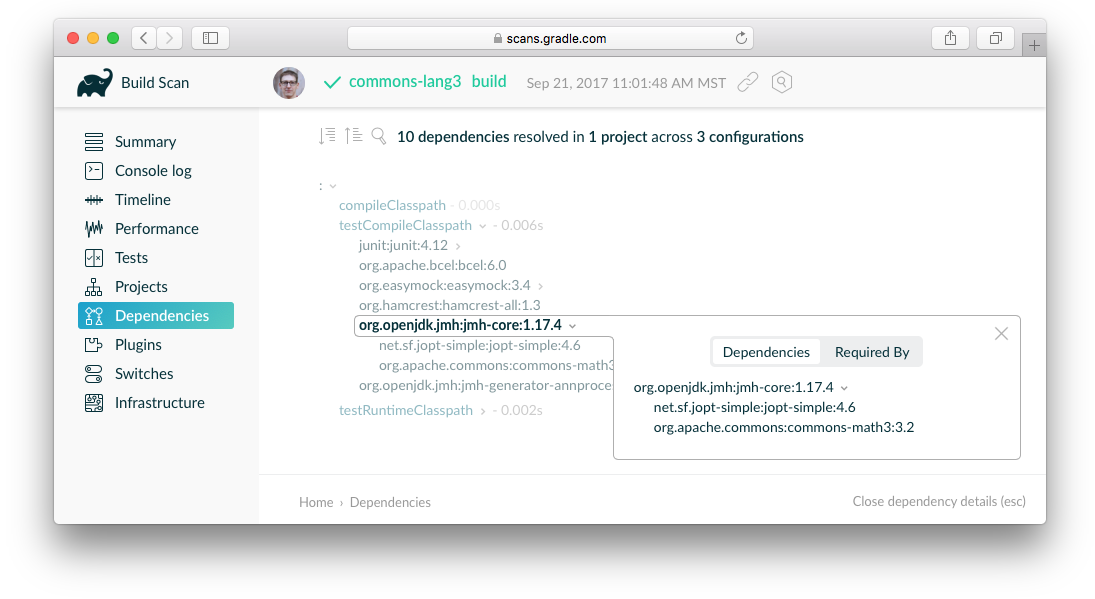 scans.gradle.com
Build Scan
commons-lang3 build Sep 21, 2017 11:01:48 AM MST
Summary
Console log
Timeline
Performance
Tests
Projects
Dependencies
Plugins
Switches
Infrastructure
10 dependencies resolved in 1 project across 3 configurations
:
compileClasspath - 0.000s
testCompileClasspath - 0.006s
junit:junit:4.12
org.apache.bcel:bcel:6.0
org.easymock:easymock:3.4
org.hamcrest:hamcrest-all:1.3
org.openjdk.jmh:jmh-core:1.17.4
net.sf.jopt-simple:jopt-simple:4.6
org.apache.commons:commons-math3
org.openjdk.jmh:jmh-generator-annproce
testRuntimeClasspath - 0.002s
Dependencies Required By
org.openjdk.jmh:jmh-core:1.17.4
net.sf.jopt-simple:jopt-simple:4.6
org.apache.commons:commons-math3:3.2
Home › Dependencies
Close dependency details (esc)